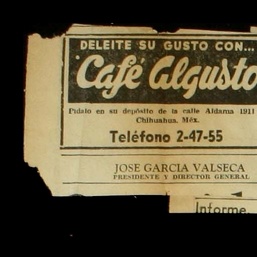 DELEITE SU GUSTO CON...
Café Algusto
Pídalo en su depósito de la calle Aldama 1911
Chihuahua, Méx.
Teléfono 2-47-55
JOSE GARCIA VALSECA
PRESIDENTE Y DIRECTOR GENERAL
Informe